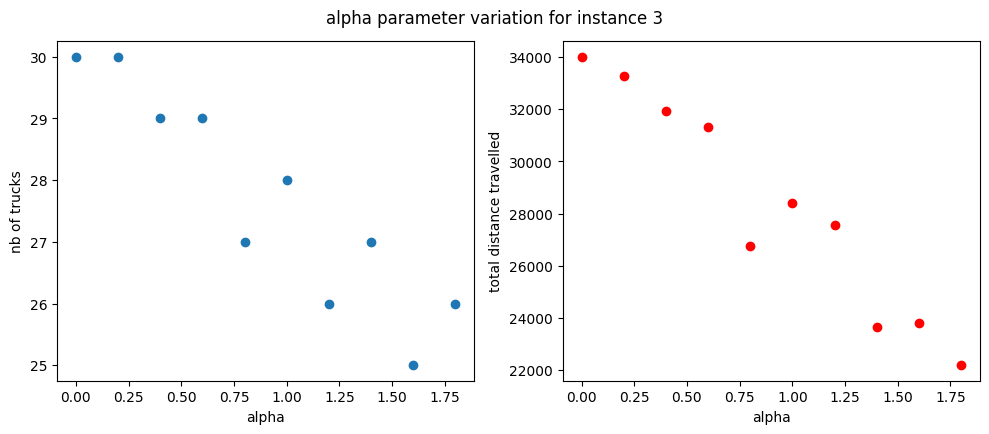 alpha parameter variation for instance 3
nb of trucks
30
29
28
27
26
25
0.00 0.25 0.50 0.75 1.00 1.25 1.50 1.75
alpha
total distance travelled
34000
32000
30000
28000
26000
24000
22000
0.00 0.25 0.50 0.75 1.00 1.25 1.50 1.75
alpha